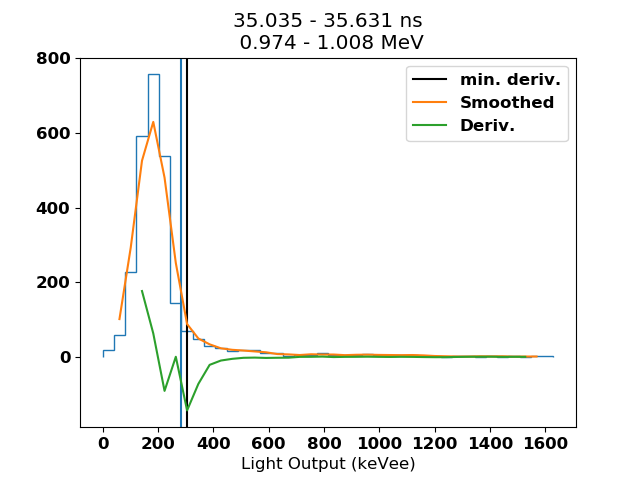 35.035 - 35.631 ns
0.974 - 1.008 MeV
800
600
400
200
0
min. deriv.
Smoothed
Deriv.
0 200 400 600 800 1000 1200 1400 1600
Light Output (keVee)